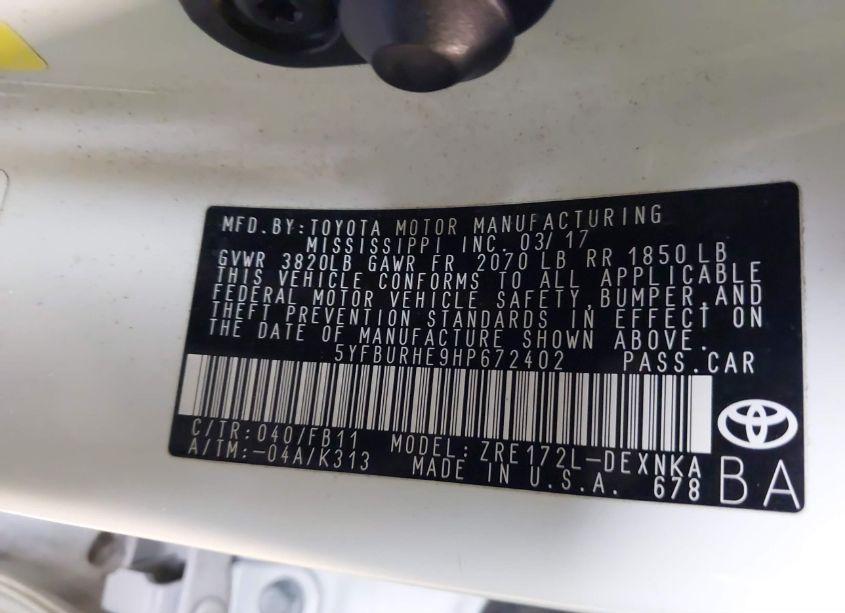 MFD.BY:TOYOTA MOTOR MANUFACTURING
MISSISSIPPI INC. 03/17
GVWR 3820LB GAWR FR 2070 LB RR 1850 LB
THIS VEHICLE CONFORMS TO ALL APPLICABLE
FEDERAL MOTOR VEHICLE SAFETY,BUMPER,AND
THEFT PREVENTION STANDARDS IN EFFECT ON
THE DATE OF MANUFACTURE SHOWN ABOVE.
5YFBURHE9HP672402 PASS.CAR
C/TR:040/FB11 MODEL:ZRE172L-DEXNKA
A/TM:-04A/K313 MADE IN U.S.A. 678 BA